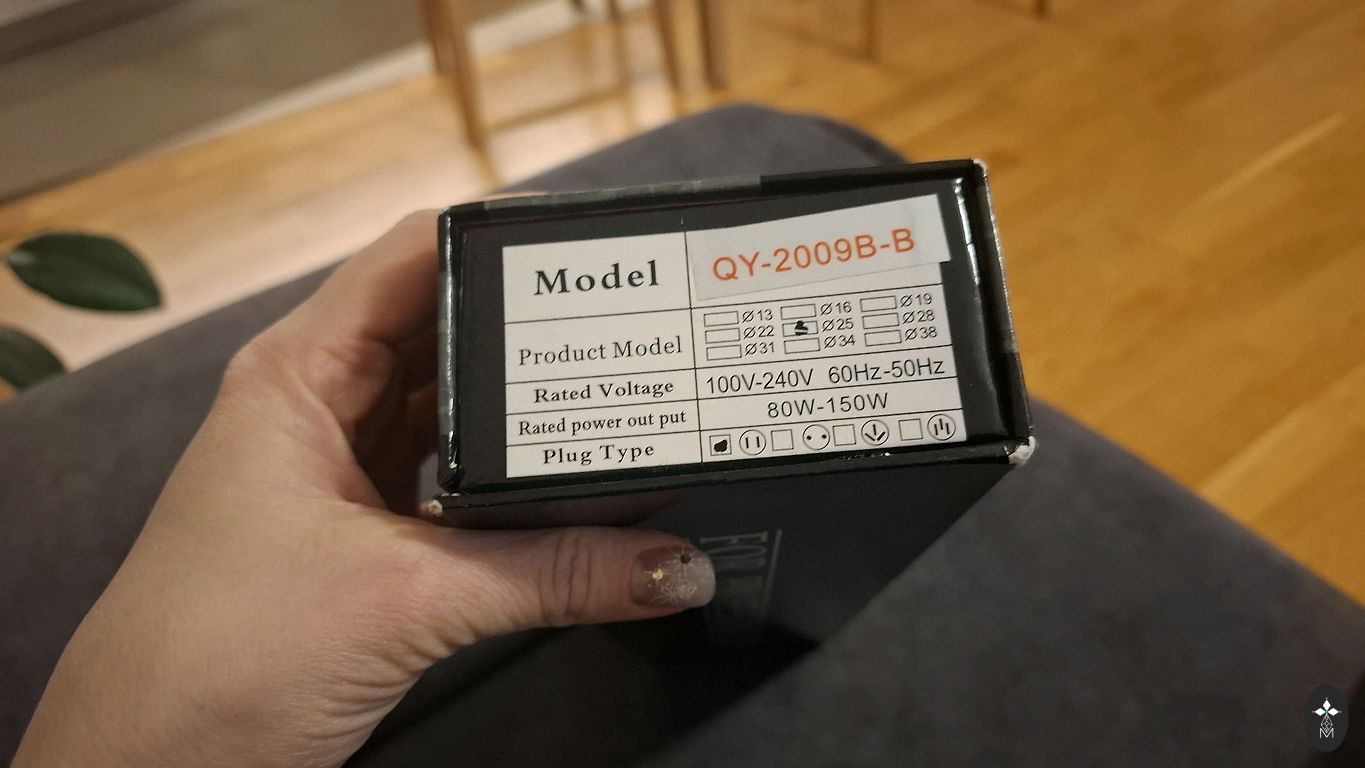 Model QY-2009B-B
Product Model Ø13 Ø16 Ø19
Ø22 Ø25 Ø28
Ø31 Ø34 Ø38
Rated Voltage 100V-240V 60Hz-50Hz
Rated power out put 80W-150W
Plug Type
M